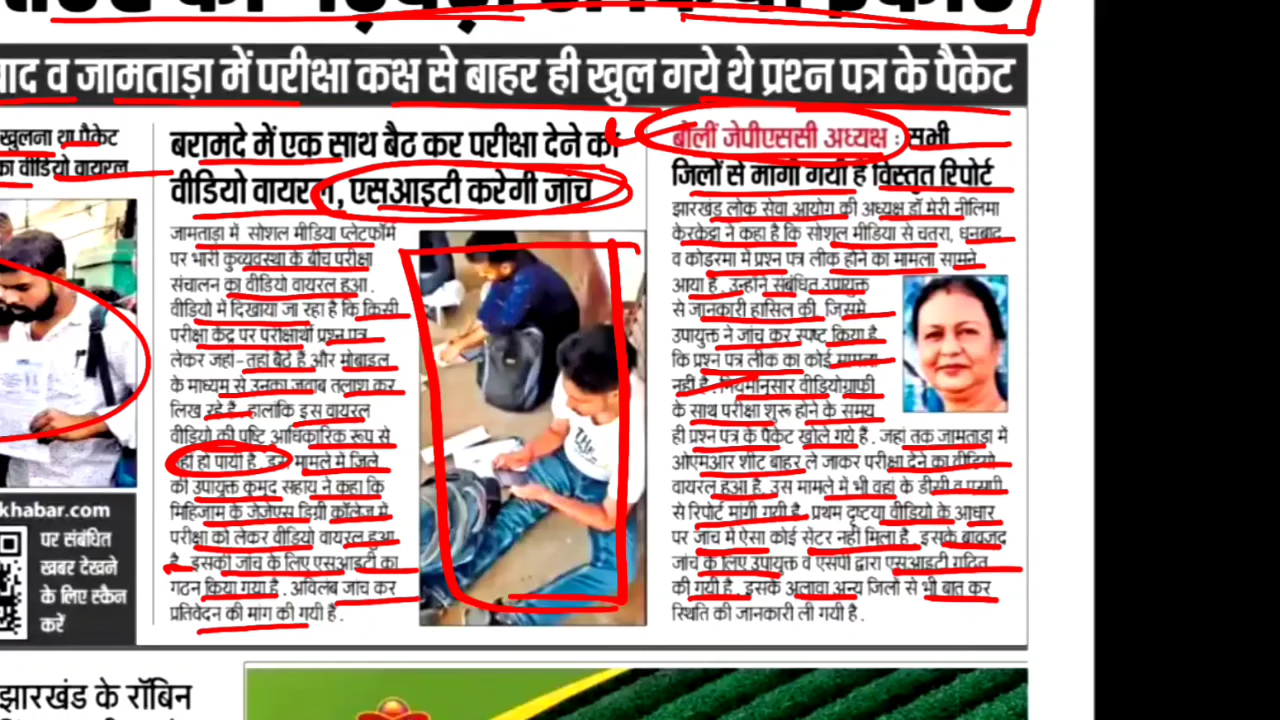 व जामताड़ा में परीक्षा कक्ष से बाहर ही खुल गये थे प्रश्न पत्र के पैकेट
खुलना था पैकेट
का वीडियो वायरल
बरामदे में एक साथ बैठ कर परीक्षा देने का
वीडियो वायरल, एसआइटी करेगी जांच
जामताड़ा में सोशल मीडिया प्लेटफॉर्म
पर भारी कुव्यवस्था के बीच परीक्षा
संचालन का वीडियो वायरल हुआ .
वीडियो में दिखाया जा रहा है कि किसी
परीक्षा केंद्र पर परीक्षार्थी प्रश्न पत्र
लेकर जहां-तहां बैठे हैं और मोबाइल
के माध्यम से उनका जवाब तलाश कर
लिख रहे हैं . हालांकि इस वायरल
वीडियो की पुष्टि आधिकारिक रूप से
नहीं हो पायी है . इस मामले में जिले
की उपायुक्त कुमुद सहाय ने कहा कि
मिहिजाम के जेजेएस डिग्री कॉलेज में
परीक्षा को लेकर वीडियो वायरल हुआ
है . इसकी जांच के लिए एसआइटी का
गठन किया गया है . अविलंब जांच कर
प्रतिवेदन की मांग की गयी है .
बोलीं जेपीएससी अध्यक्ष : सभी
जिलों से मांगी गयी है विस्तृत रिपोर्ट
झारखंड लोक सेवा आयोग की अध्यक्ष डॉ मेरी नीलिमा
केरकेट्टा ने कहा है कि सोशल मीडिया से चतरा, धनबाद
व कोडरमा में प्रश्न पत्र लीक होने का मामला सामने
आया है . उन्होंने संबंधित उपायुक्त
से जानकारी हासिल की, जिसमें
उपायुक्त ने जांच कर स्पष्ट किया है
कि प्रश्न पत्र लीक का कोई मामला
नहीं है . नियमानुसार वीडियोग्राफी
के साथ परीक्षा शुरू होने के समय
ही प्रश्न पत्र के पैकेट खोले गये हैं . जहां तक जामताड़ा में
ओएमआर शीट बाहर ले जाकर परीक्षा देने का वीडियो
वायरल हुआ है . उस मामले में भी वहां के डीसी व एसपी
से रिपोर्ट मांगी गयी है . प्रथम दृष्टया वीडियो के आधार
पर जांच में ऐसा कोई सेंटर नहीं मिला है . इसके बावजूद
जांच के लिए उपायुक्त व एसपी द्वारा एसआइटी गठित
की गयी है . इसके अलावा अन्य जिलों से भी बात कर
स्थिति की जानकारी ली गयी है .
khabar.com
पर संबंधित
खबर देखने
के लिए स्कैन
करें
झारखंड के रॉबिन